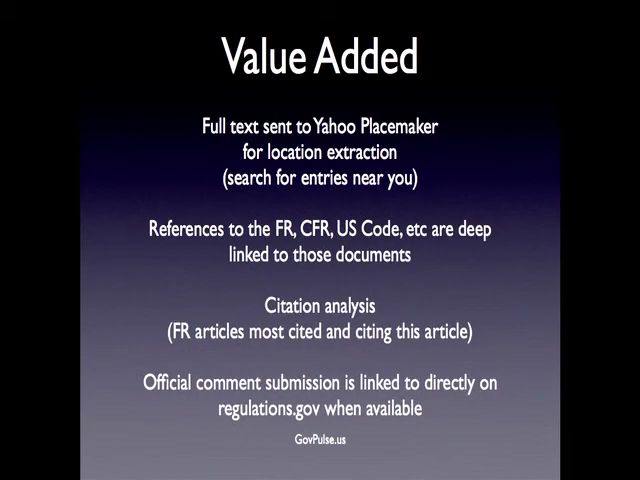 Value Added
Full text sent to Yahoo Placemaker
for location extraction
(search for entries near you)
References to the FR, CFR, US Code, etc are deep
linked to those documents
Citation analysis
(FR articles most cited and citing this article)
Official comment submission is linked to directly on
regulations.gov when available
GovPulse.us